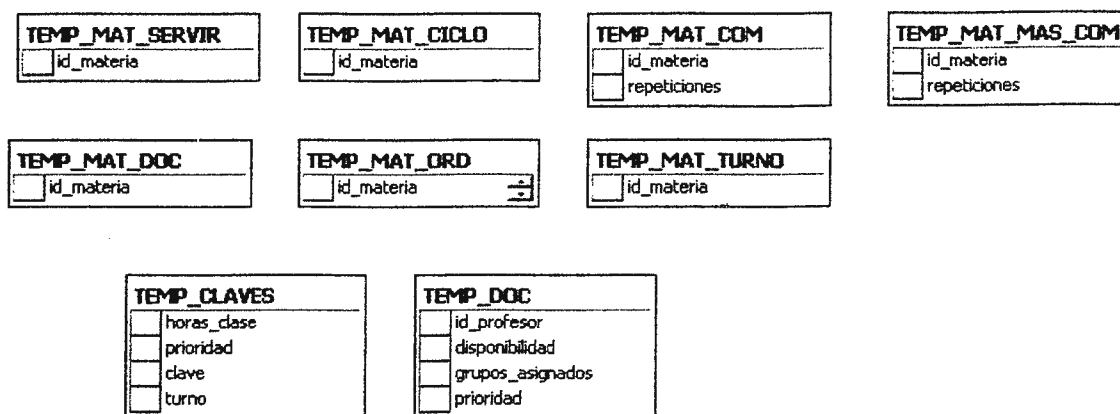 TEMP_MAT_SERVIR
id_materia
TEMP_MAT_CICLO
id_materia
TEMP_MAT_COM
id_materia
repeticiones
TEMP_MAT_MAS_COM
id_materia
repeticiones
TEMP_MAT_DOC
id_materia
TEMP_MAT_ORD
id_materia
TEMP_MAT_TURNO
id_materia
TEMP_CLAVES
horas_clase
prioridad
clave
turno
TEMP_DOC
id_profesor
disponibilidad
grupos_asignados
prioridad